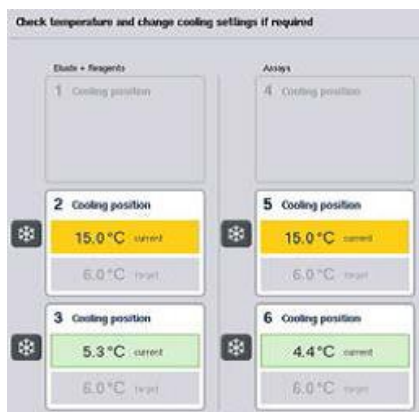 Check temperature and change cooling settings if required
Eluate + Reagents
Assays
1 Cooling position
4 Cooling position
2 Cooling position
5 Cooling position
15.0 °C current
15.0 °C current
6.0 °C target
6.0 °C target
3 Cooling position
6 Cooling position
5.3 °C current
4.4 °C current
6.0 °C target
6.0 °C target